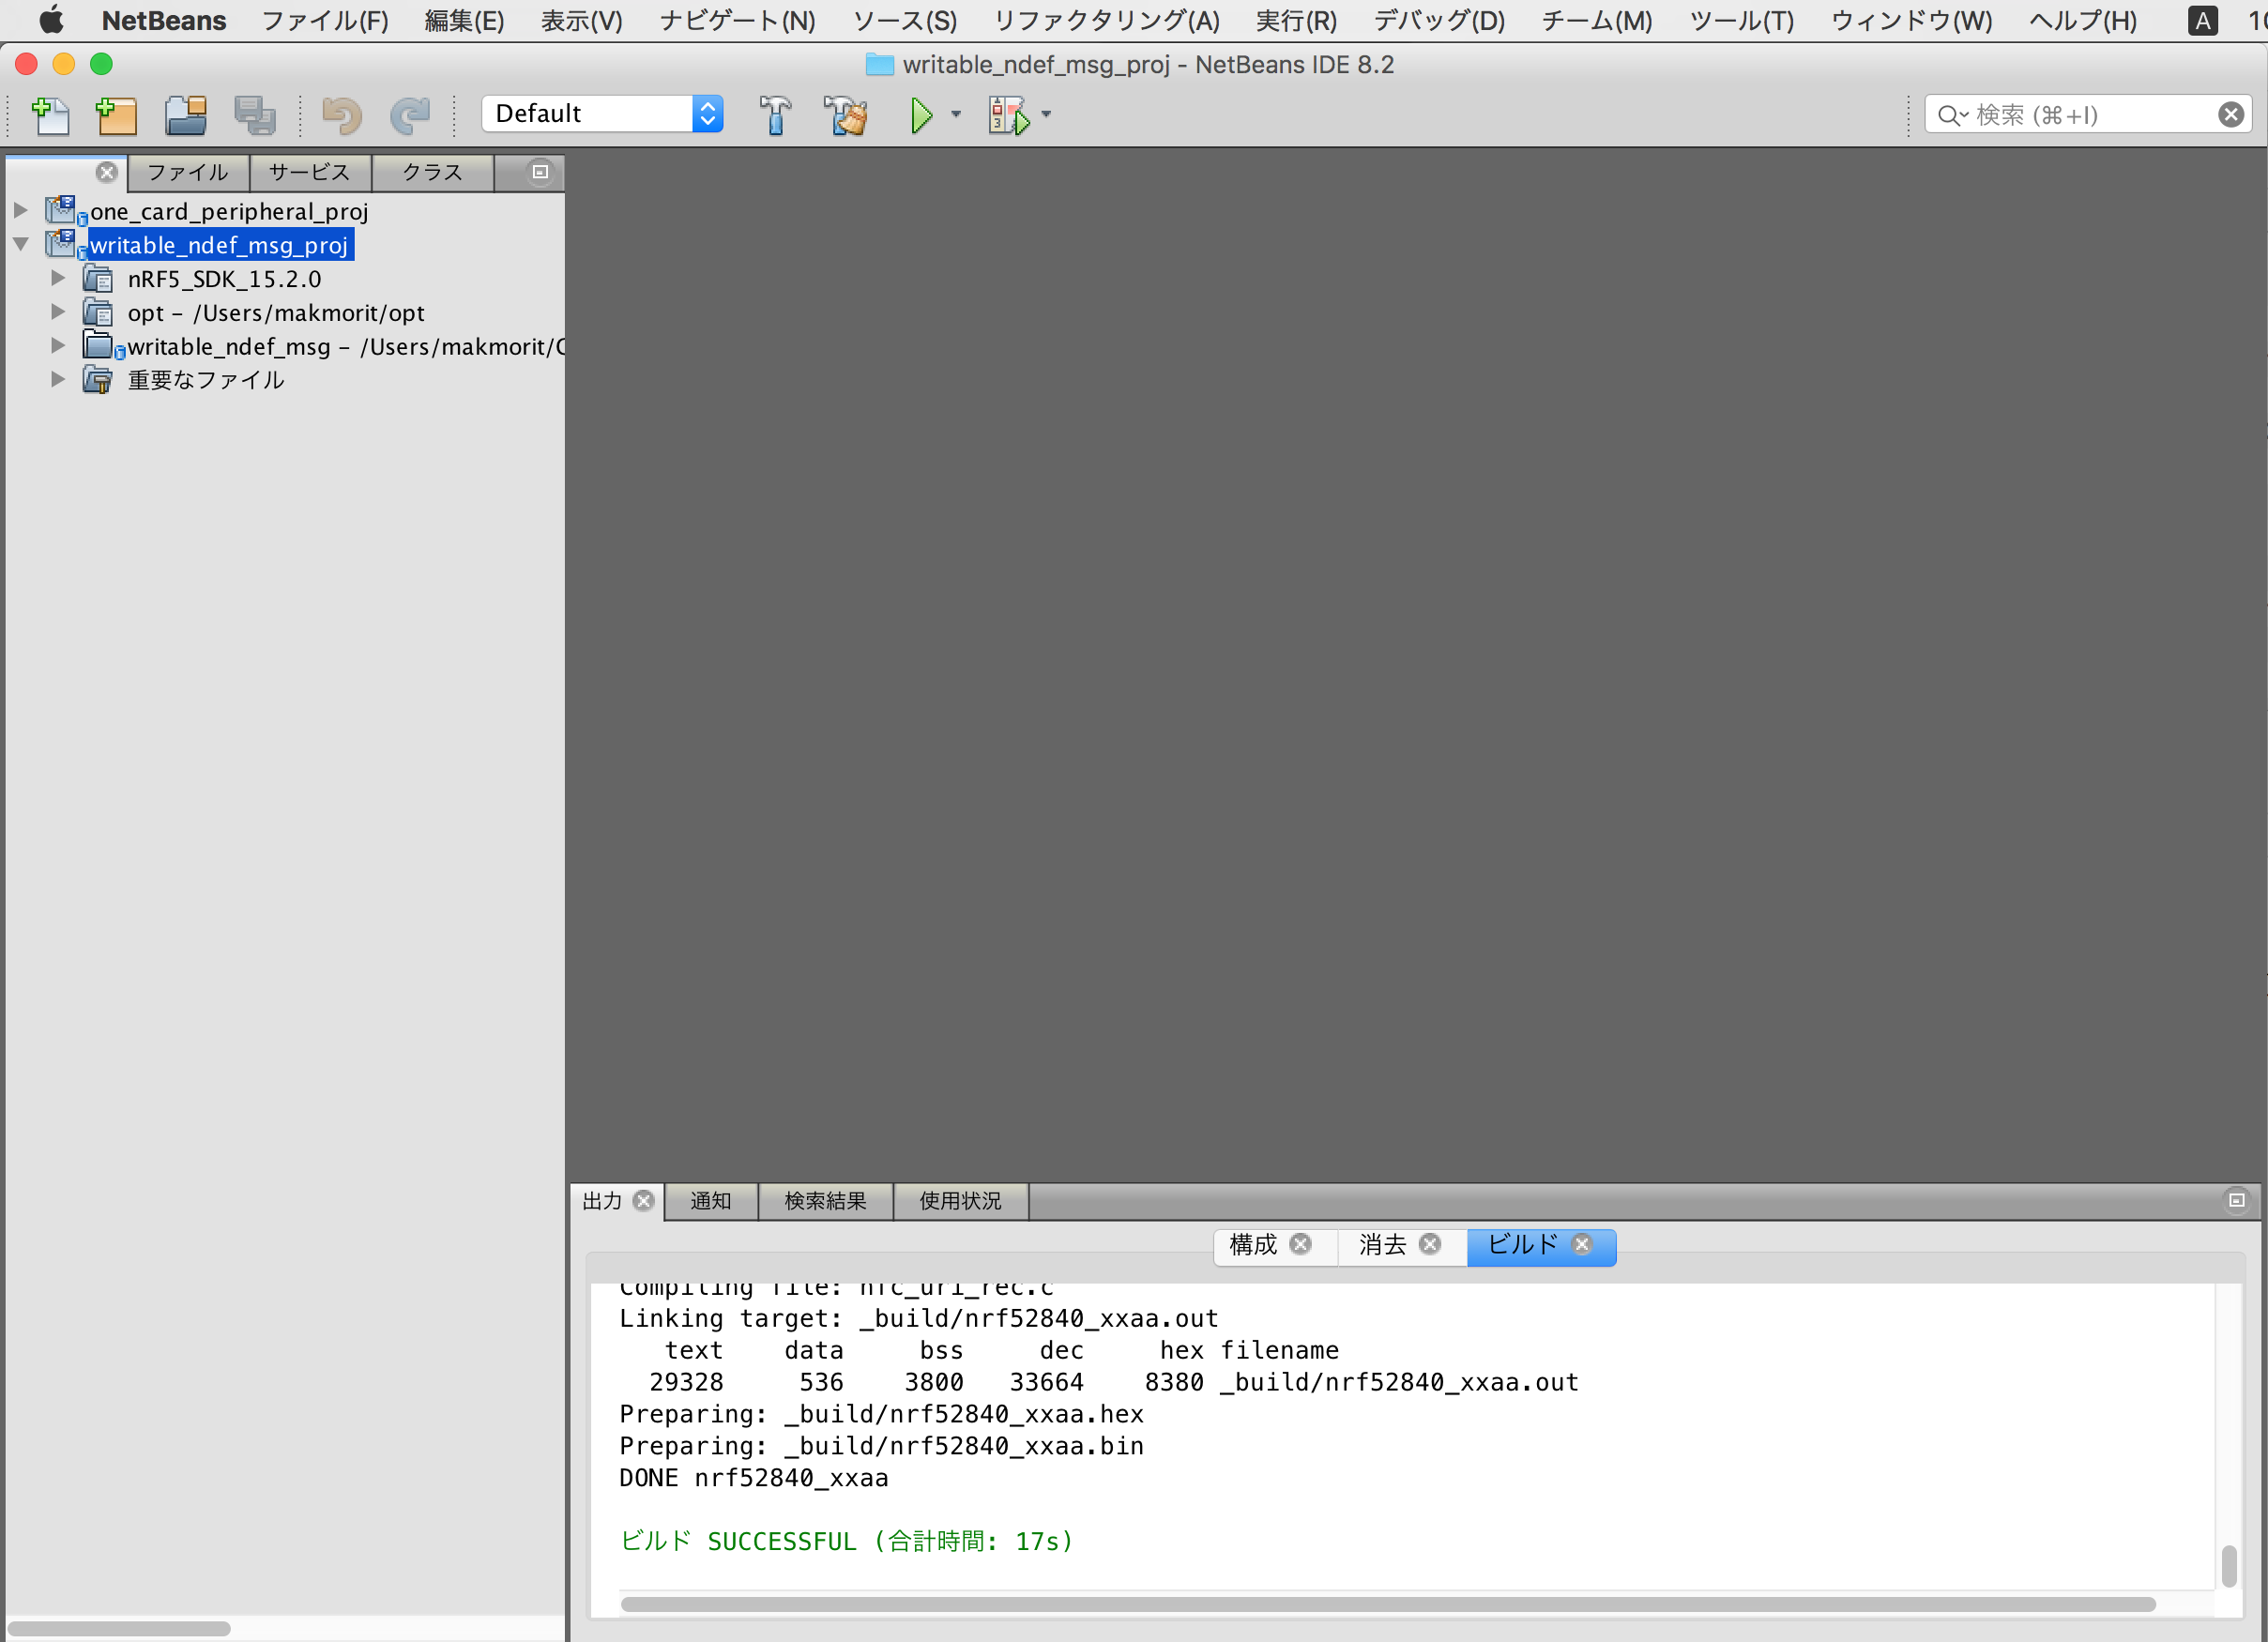 NetBeans ファイル(F) 編集(E) 表示(V) ナビゲート(N) ソース(S) リファクタリング(A) 実行(R) デバッグ(D) チーム(M) ツール(T) ウィンドウ(W) ヘルプ(H) A
writable_ndef_msg_proj - NetBeans IDE 8.2
Default
検索 (⌘+I)
ファイル サービス クラス
one_card_peripheral_proj
writable_ndef_msg_proj
nRF5_SDK_15.2.0
opt – /Users/makmorit/opt
writable_ndef_msg – /Users/makmorit/
重要なファイル
出力 通知 検索結果 使用状況
構成 消去 ビルド
Compiling file: nfc_uri_rec.c
Linking target: _build/nrf52840_xxaa.out
text data bss dec hex filename
29328 536 3800 33664 8380 _build/nrf52840_xxaa.out
Preparing: _build/nrf52840_xxaa.hex
Preparing: _build/nrf52840_xxaa.bin
DONE nrf52840_xxaa
ビルド SUCCESSFUL (合計時間: 17s)